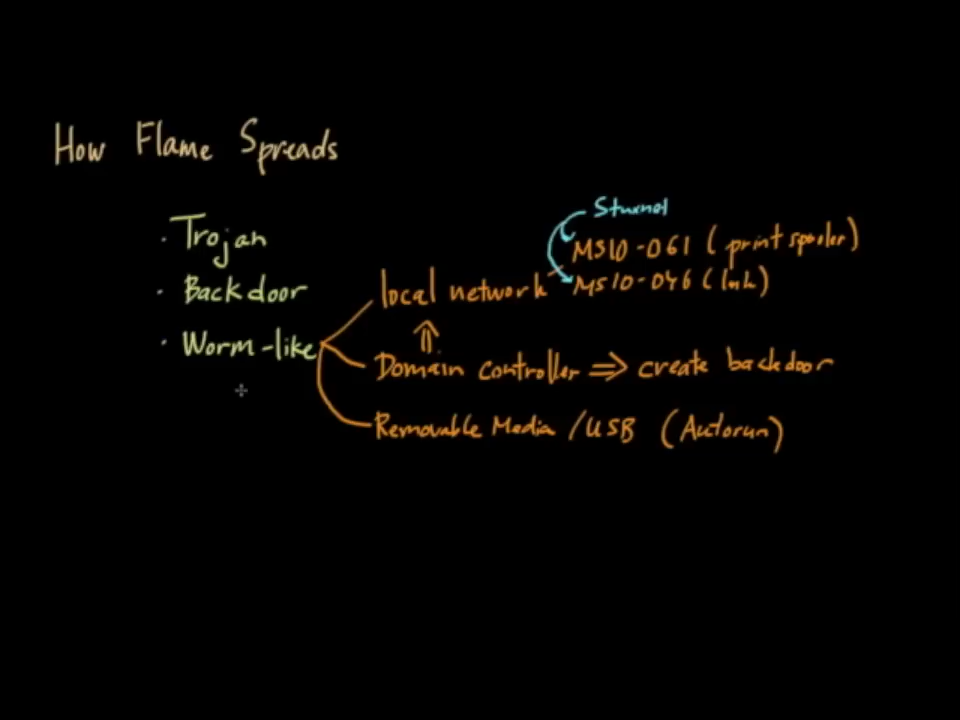 How Flame Spreads
Stuxnet
· Trojan
MS10-061 (print spooler)
· Backdoor
local network
MS10-046 (lnk)
· Worm-like
Domain controller ⇒ create backdoor
Removable Media /USB (Autorun)